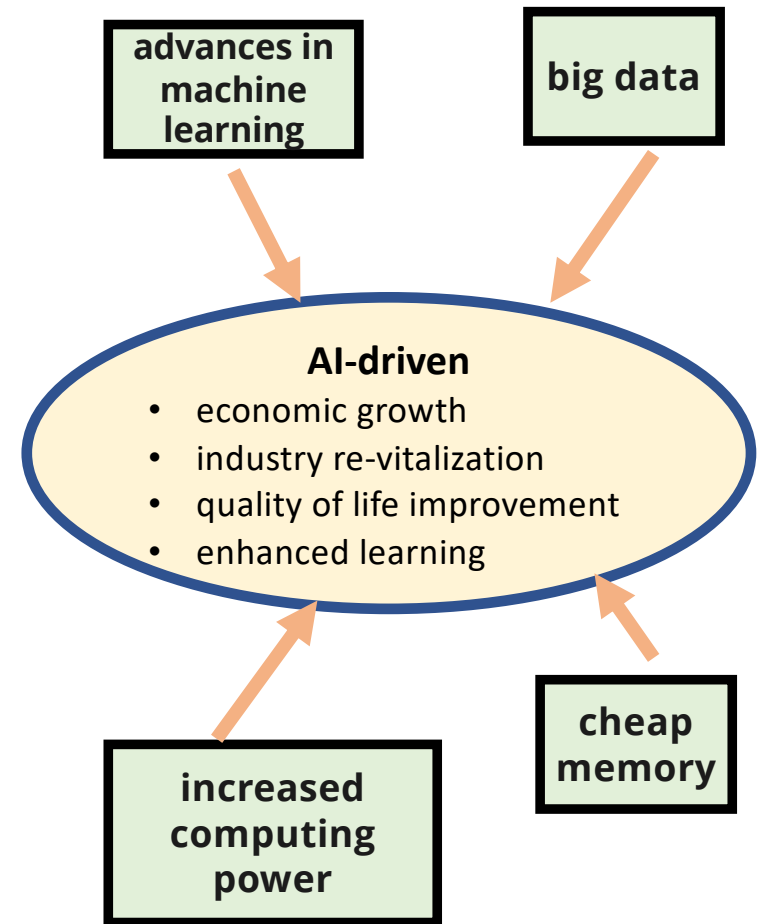 advances in
machine
learning
big data
AI-driven
• economic growth
• industry re-vitalization
• quality of life improvement
• enhanced learning
cheap
memory
increased
computing
power